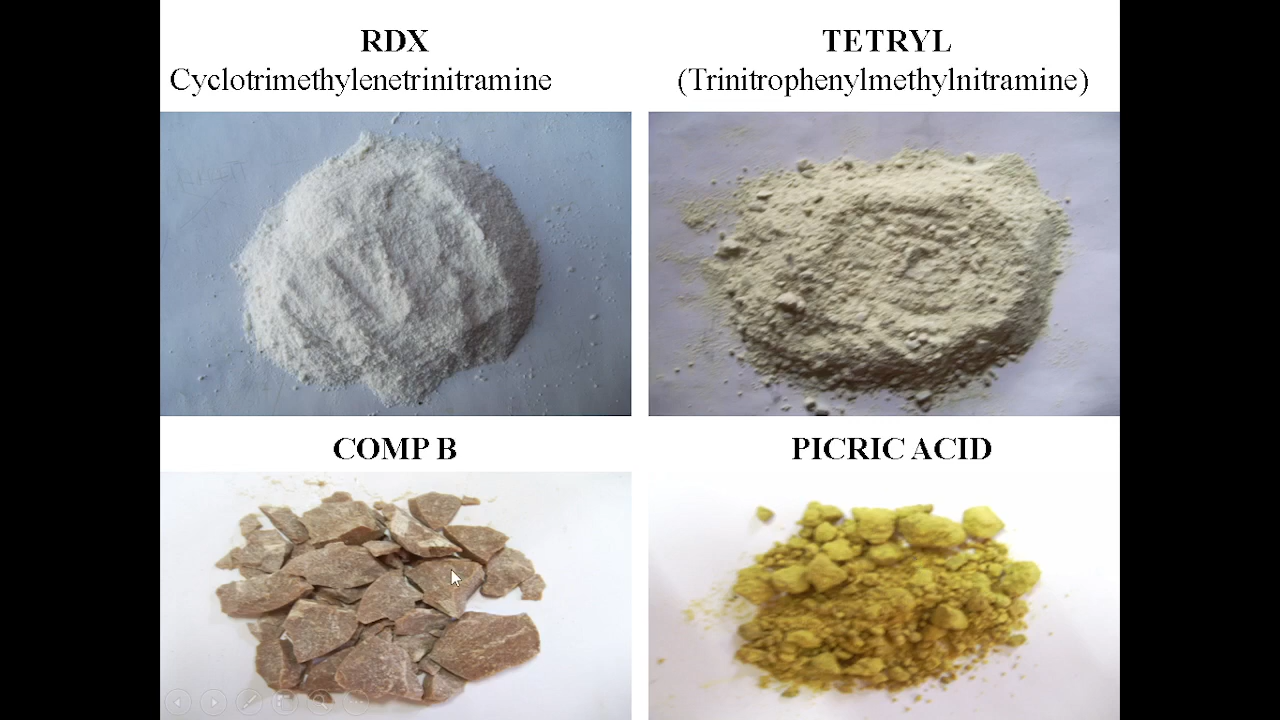 RDX
Cyclotrimethylenetrinitramine
TETRYL
(Trinitrophenylmethylnitramine)
COMP B
PICRIC ACID